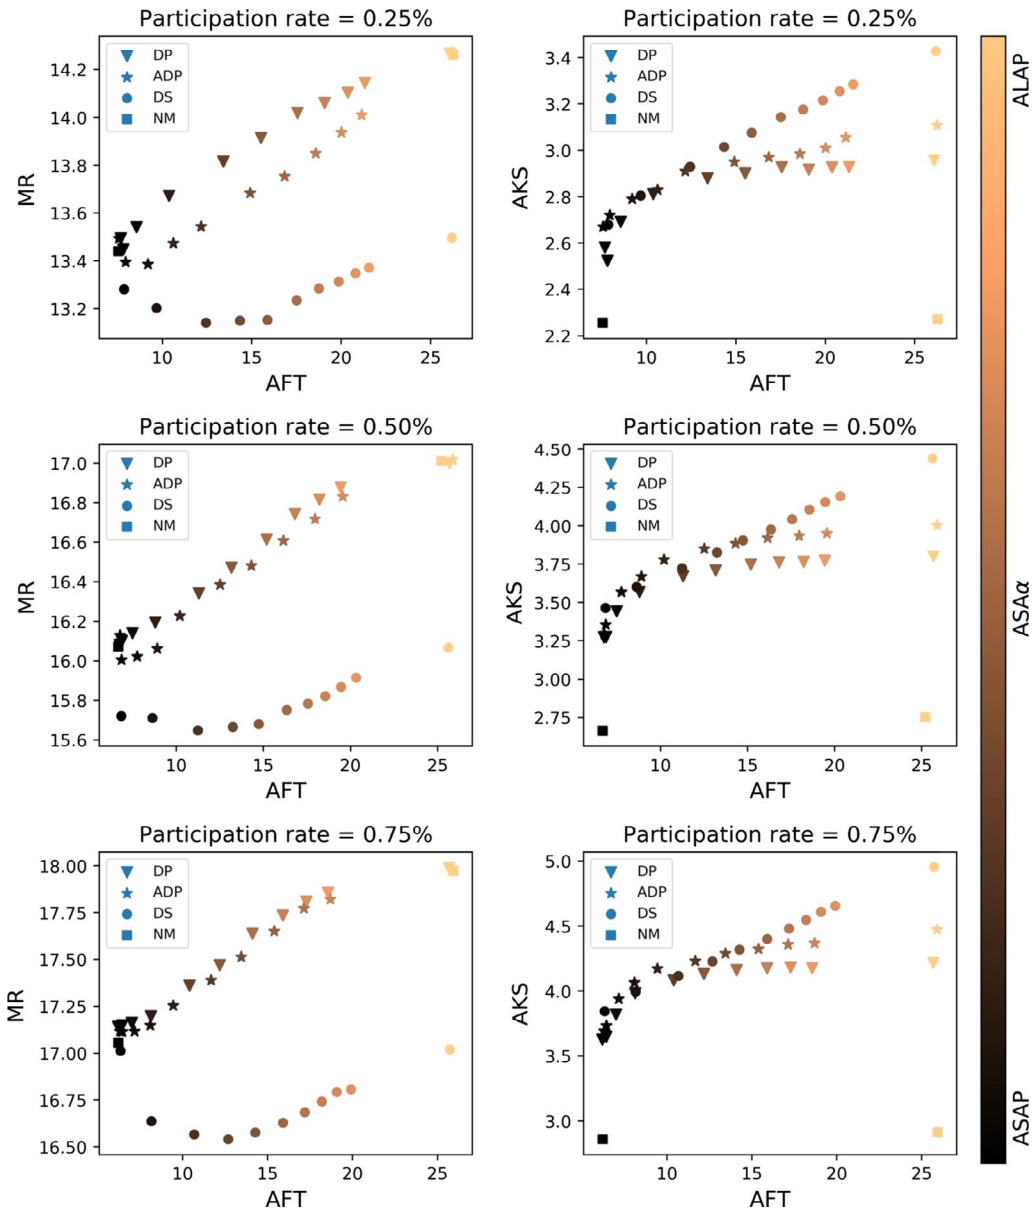 Participation rate = 0.25%
MR
14.2
14.0
13.8
13.6
13.4
13.2
DP
ADP
DS
NM
10 15 20 25
AFT
Participation rate = 0.25%
AKS
3.4
3.2
3.0
2.8
2.6
2.4
2.2
DP
ADP
DS
NM
10 15 20 25
AFT
Participation rate = 0.50%
MR
17.0
16.8
16.6
16.4
16.2
16.0
15.8
15.6
DP
ADP
DS
NM
10 15 20 25
AFT
Participation rate = 0.50%
AKS
4.50
4.25
4.00
3.75
3.50
3.25
3.00
2.75
DP
ADP
DS
NM
10 15 20 25
AFT
Participation rate = 0.75%
MR
18.00
17.75
17.50
17.25
17.00
16.75
16.50
DP
ADP
DS
NM
10 15 20 25
AFT
Participation rate = 0.75%
AKS
5.0
4.5
4.0
3.5
3.0
DP
ADP
DS
NM
10 15 20 25
AFT
ALAP
ASAα
ASAP